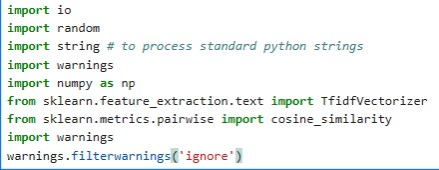 import io
import random
import string # to process standard python strings
import warnings
import numpy as np
from sklearn.feature_extraction.text import TfidfVectorizer
from sklearn.metrics.pairwise import cosine_similarity
import warnings
warnings.filterwarnings('ignore')